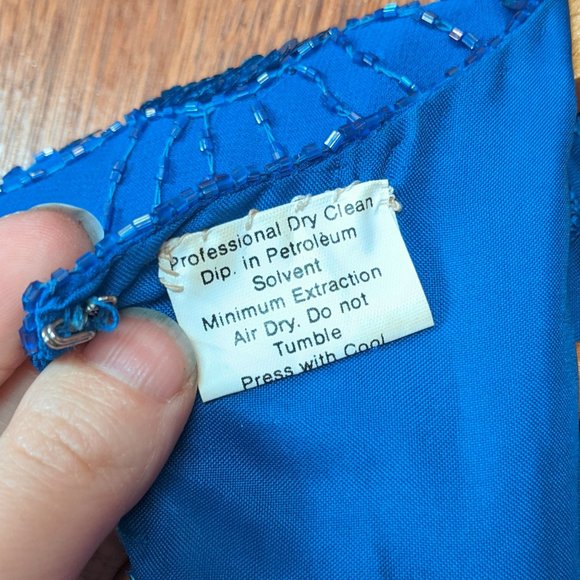 Professional Dry Clean
Dip. in Petroleum
Solvent
Minimum Extraction
Air Dry. Do not
Tumble
Press with Cool